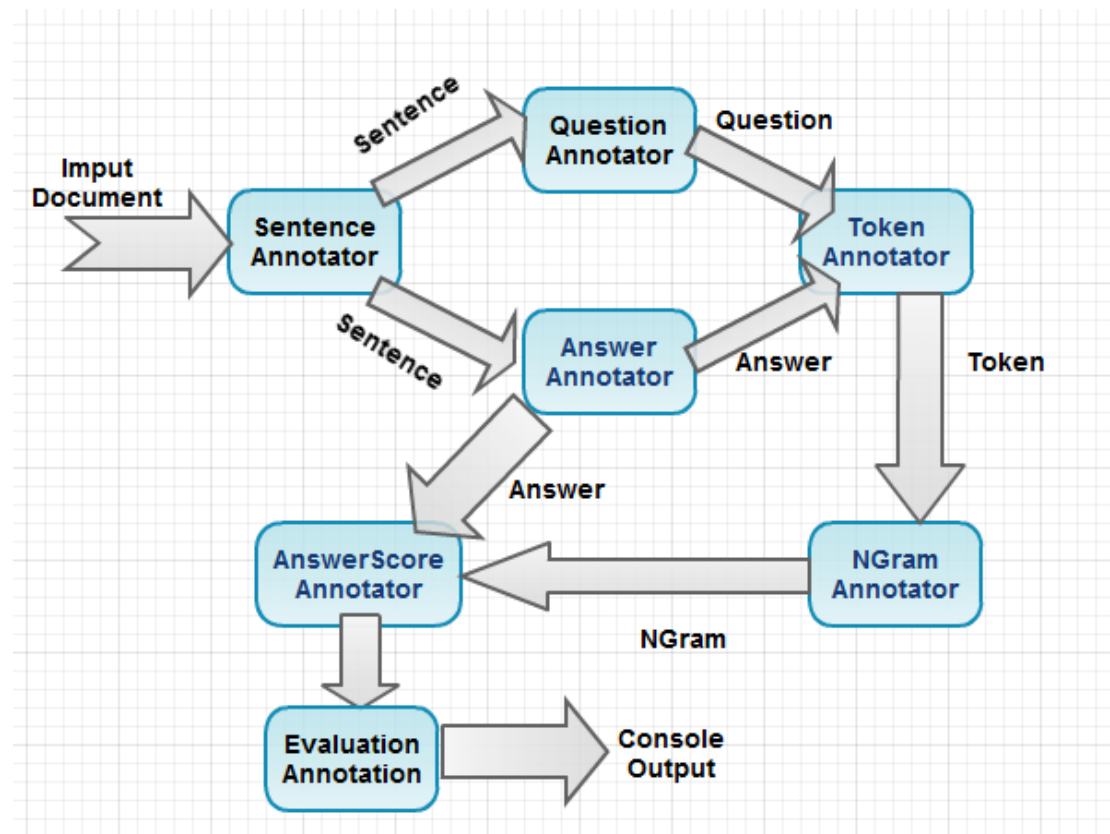 Sentence
Question
Annotator
Question
Imput
Document
Sentence
Annotator
Token
Annotator
Sentence
Answer
Annotator
Answer
Token
Answer
AnswerScore
Annotator
NGram
Annotator
NGram
Evaluation
Annotation
Console
Output